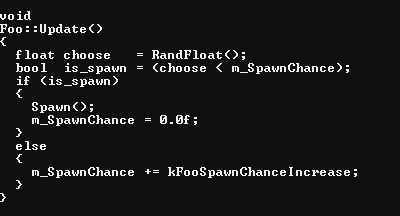 void
Foo::Update()
{
  float choose   = RandFloat();
  bool  is_spawn = (choose < m_SpawnChance);
  if (is_spawn)
  {
    Spawn();
    m_SpawnChance = 0.0f;
  }
  else
  {
    m_SpawnChance += kFooSpawnChanceIncrease;
  }
}